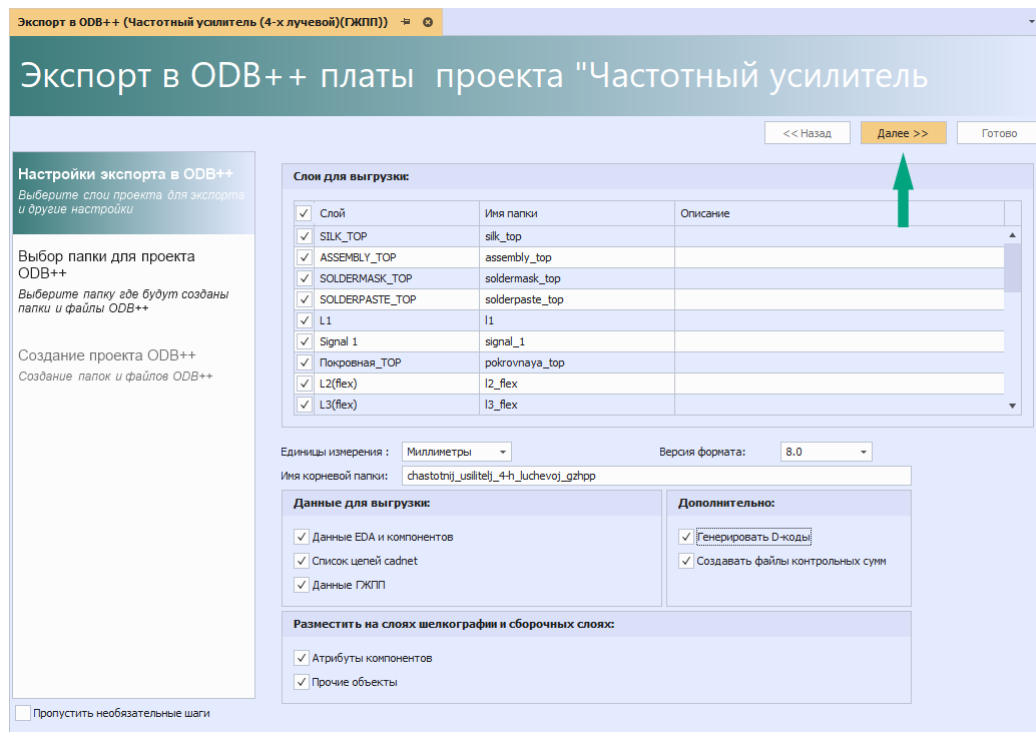 Экспорт в ODB++ (Частотный усилитель (4-х лучевой)(ГЖПП))
Экспорт в ODB++ платы проекта "Частотный усилитель
<< Назад Далее >> Готово
Настройки экспорта в ODB++
Выберите слои проекта для экспорта
и другие настройки
Выбор папки для проекта
ODB++
Выберите папку где будут созданы
папки и файлы ODB++
Создание проекта ODB++
Создание папок и файлов ODB++
Пропустить необязательные шаги
Слои для выгрузки:
Слой Имя папки Описание
SILK_TOP silk_top
ASSEMBLY_TOP assembly_top
SOLDERMASK_TOP soldermask_top
SOLDERPASTE_TOP solderpaste_top
L1 l1
Signal 1 signal_1
Покровная_TOP pokrovnaya_top
L2(flex) l2_flex
L3(flex) l3_flex
Единицы измерения : Миллиметры Версия формата: 8.0
Имя корневой папки: chastotnij_usilitelj_4-h_luchevoj_gzhpp
Данные для выгрузки:
Данные EDA и компонентов
Список цепей cadnet
Данные ГЖПП
Дополнительно:
Генерировать D-коды
Создавать файлы контрольных сумм
Разместить на слоях шелкографии и сборочных слоях:
Атрибуты компонентов
Прочие объекты